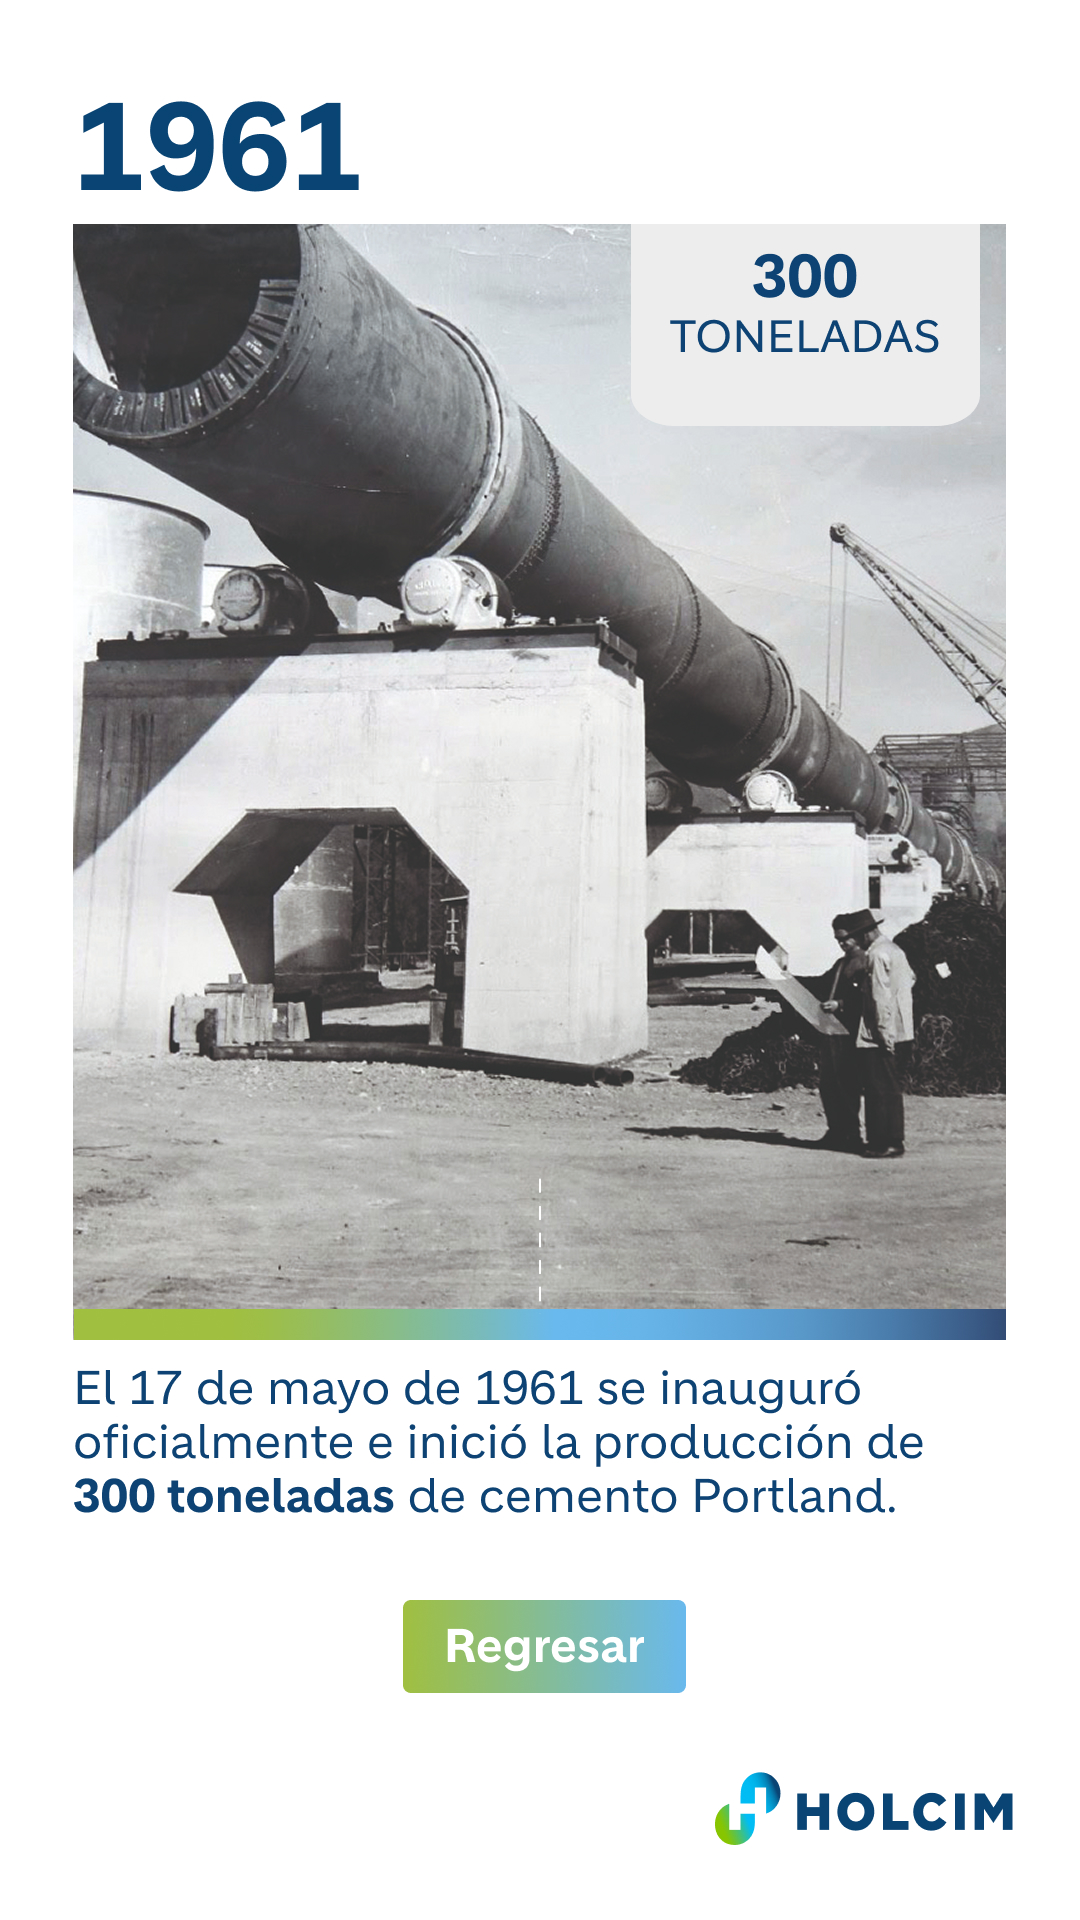 1961
300
TONELADAS
El 17 de mayo de 1961 se inauguró
oficialmente e inició la producción de
300 toneladas de cemento Portland.
Regresar
HOLCIM